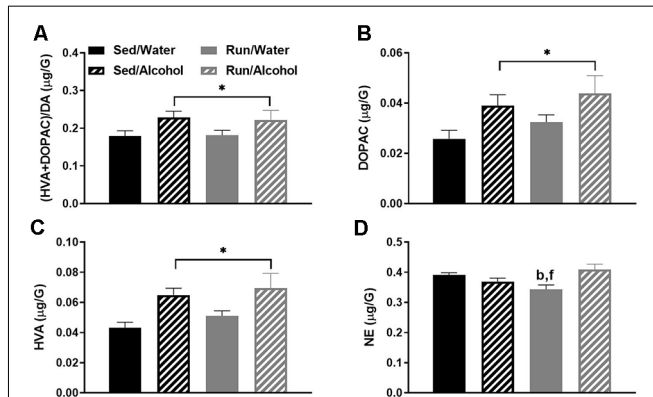 A
Sed/Water
Run/Water
Sed/Alcohol
Run/Alcohol
*
(HVA+DOPAC)/DA (µg/G)
0.4
0.3
0.2
0.1
0.0
B
*
DOPAC (µg/G)
0.06
0.04
0.02
0.00
C
*
HVA (µg/G)
0.10
0.08
0.06
0.04
0.02
0.00
D
b,f
NE (µg/G)
0.5
0.4
0.3
0.2
0.1
0.0